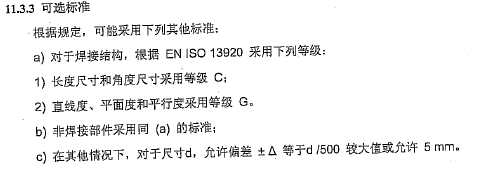 11.3.3 可选标准
根据规定，可能采用下列其他标准：
a) 对于焊接结构，根据 EN ISO 13920 采用下列等级：
1) 长度尺寸和角度尺寸采用等级 C；
2) 直线度、平面度和平行度采用等级 G。
b) 非焊接部件采用同 (a) 的标准；
c) 在其他情况下，对于尺寸d，允许偏差 ±Δ 等于d /500 较大值或允许 5 mm。